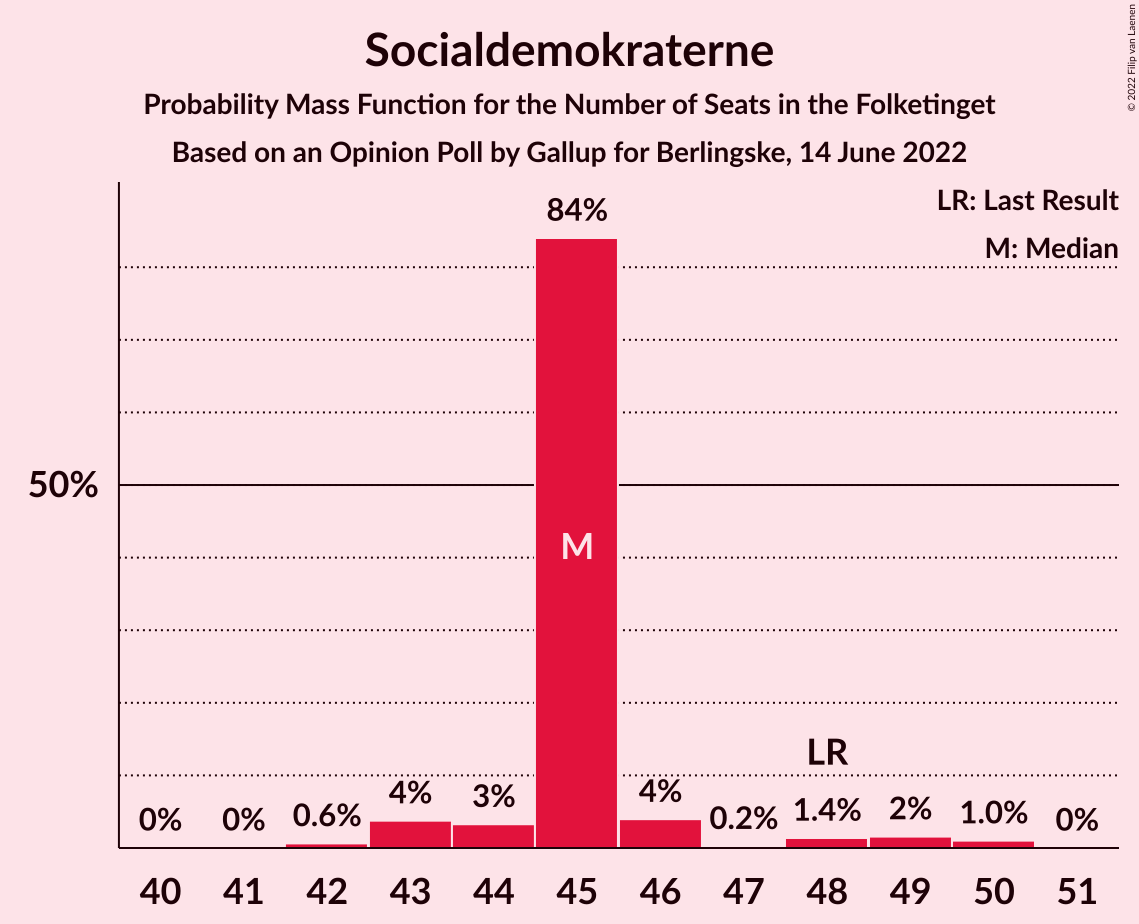 Socialdemokraterne
Probability Mass Function for the Number of Seats in the Folketinget
Based on an Opinion Poll by Gallup for Berlingske, 14 June 2022
© 2022 Filip van Laenen
LR: Last Result
M: Median
84%
50%
M
LR
0% 0% 0.6% 4% 3% 4% 0.2% 1.4% 2% 1.0% 0%
40 41 42 43 44 45 46 47 48 49 50 51